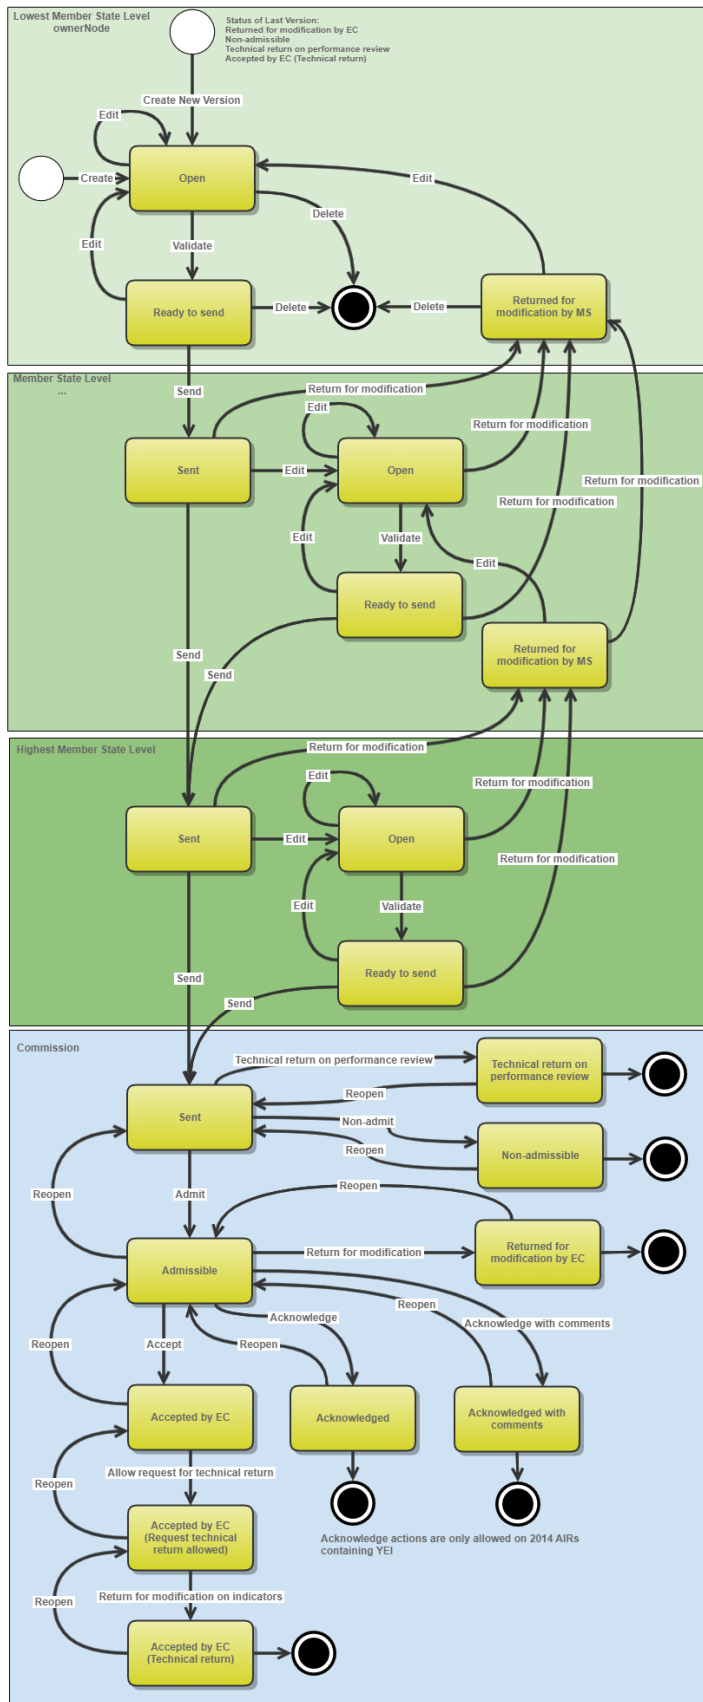 Lowest Member State Level
ownerNode
Status of Last Version:
Returned for modification by EC
Non-admissible
Technical return on performance review
Accepted by EC (Technical return)
Create New Version
Edit
Create
Open
Edit
Delete
Edit
Validate
Ready to send
Delete
Delete
Returned for
modification by MS
Send
Member State Level
...
Return for modification
Edit
Return for modification
Sent
Edit
Open
Return for modification
Return for modification
Edit
Validate
Edit
Ready to send
Returned for
modification by MS
Send
Send
Highest Member State Level
Return for modification
Edit
Return for modification
Sent
Edit
Open
Return for modification
Edit
Validate
Ready to send
Send
Send
Commission
Technical return on performance review
Technical return on
performance review
Reopen
Sent
Non-admit
Reopen
Non-admissible
Reopen
Admit
Reopen
Admissible
Return for modification
Returned for
modification by EC
Reopen
Acknowledge
Acknowledge with comments
Reopen
Accept
Reopen
Accepted by EC
Acknowledged
Acknowledged with
comments
Allow request for technical return
Reopen
Accepted by EC
(Request technical
return allowed)
Acknowledge actions are only allowed on 2014 AIRs
containing YEI
Reopen
Return for modification on indicators
Accepted by EC
(Technical return)